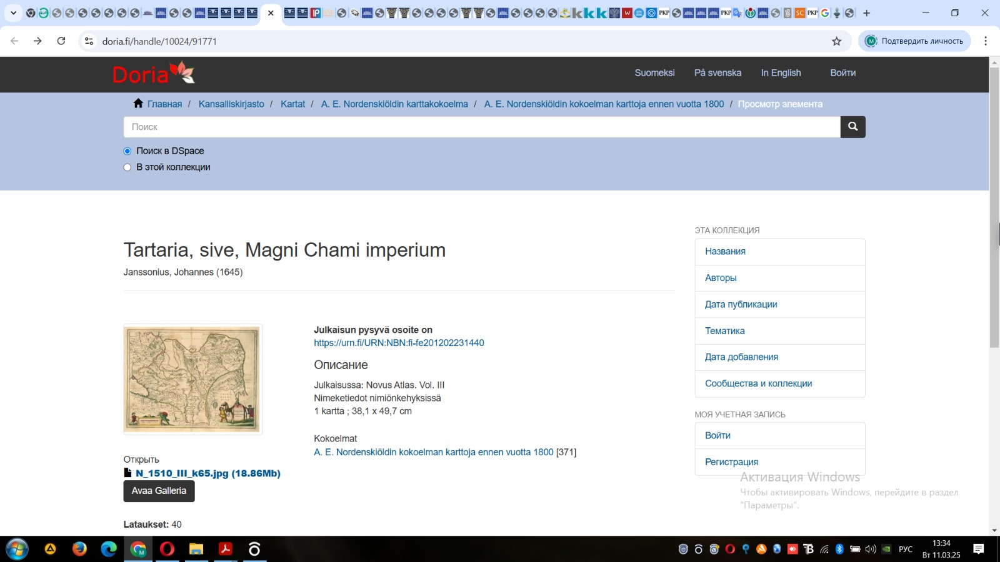 doria.fi/handle/10024/91771
Подтвердить личность
Doria
Suomeksi
På svenska
In English
Войти
Главная / Kansalliskirjasto / Kartat / A. E. Nordenskiöldin karttakokoelma / A. E. Nordenskiöldin kokoelman karttoja ennen vuotta 1800 / Просмотр элемента
Поиск
Поиск в DSpace
В этой коллекции
Tartaria, sive, Magni Chami imperium
Janssonius, Johannes (1645)
Julkaisun pysyvä osoite on
https://urn.fi/URN:NBN:fi-fe201202231440
Описание
Julkaisussa: Novus Atlas. Vol. III
Nimeketiedot nimiönkehyksissä
1 kartta ; 38,1 x 49,7 cm
Kokoelmat
A. E. Nordenskiöldin kokoelman karttoja ennen vuotta 1800 [371]
Открыть
N_1510_III_k65.jpg (18.86Mb)
Avaa Galleria
Lataukset: 40
ЭТА КОЛЛЕКЦИЯ
Названия
Авторы
Дата публикации
Тематика
Дата добавления
Сообщества и коллекции
МОЯ УЧЕТНАЯ ЗАПИСЬ
Войти
Регистрация
Активация Windows
Чтобы активировать Windows, перейдите в раздел
"Параметры".
РУС
13:34
Вт 11.03.25